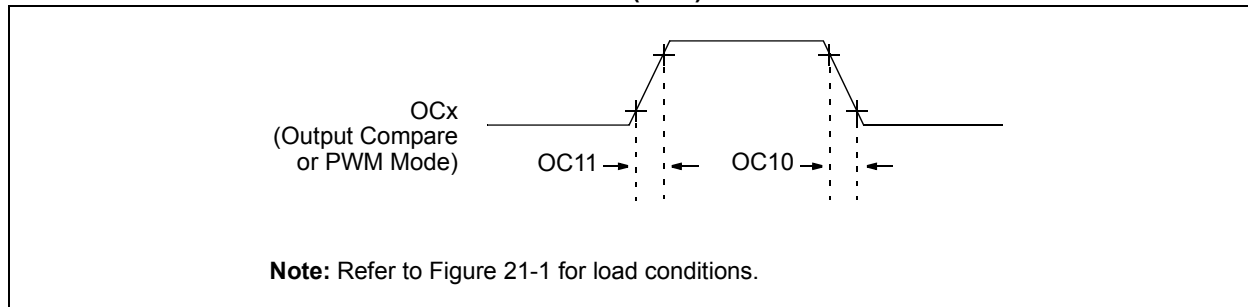 OCx
(Output Compare
or PWM Mode)
OC11
OC10
Note: Refer to Figure 21-1 for load conditions.